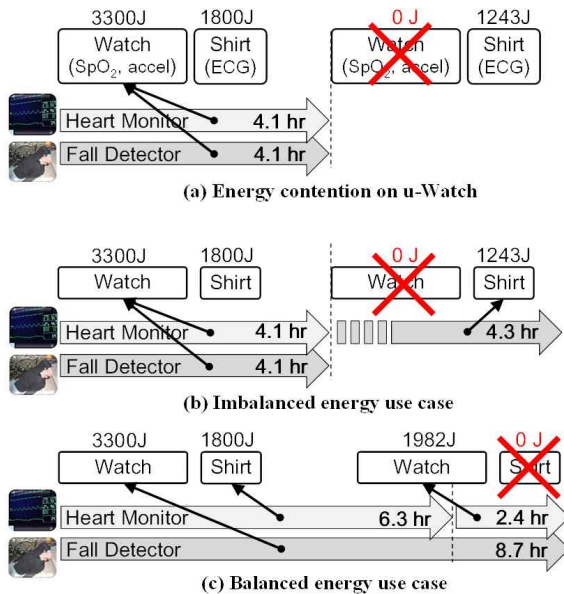 3300J 1800J 0 J 1243J
Watch (SpO₂, accel) Shirt (ECG) Watch (SpO₂, accel) Shirt (ECG)
Heart Monitor 4.1 hr
Fall Detector 4.1 hr
(a) Energy contention on u-Watch
3300J 1800J 0 J 1243J
Watch Shirt Watch Shirt
Heart Monitor 4.1 hr 4.3 hr
Fall Detector 4.1 hr
(b) Imbalanced energy use case
3300J 1800J 1982J 0 J
Watch Shirt Watch Shirt
Heart Monitor 6.3 hr 2.4 hr
Fall Detector 8.7 hr
(c) Balanced energy use case